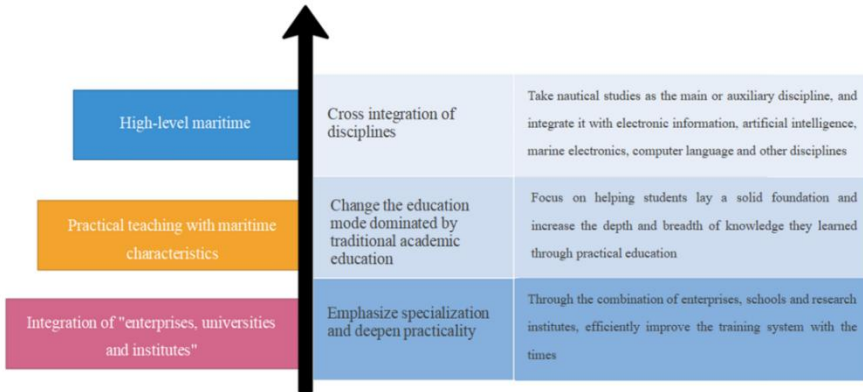 High-level maritime
Cross integration of
disciplines
Take nautical studies as the main or auxiliary discipline, and
integrate it with electronic information, artificial intelligence,
marine electronics, computer language and other disciplines
Practical teaching with maritime
characteristics
Change the education
mode dominated by
traditional academic
education
Focus on helping students lay a solid foundation and
increase the depth and breadth of knowledge they learned
through practical education
Integration of "enterprises, universities
and institutes"
Emphasize specialization
and deepen practicality
Through the combination of enterprises, schools and research
institutes, efficiently improve the training system with the
times